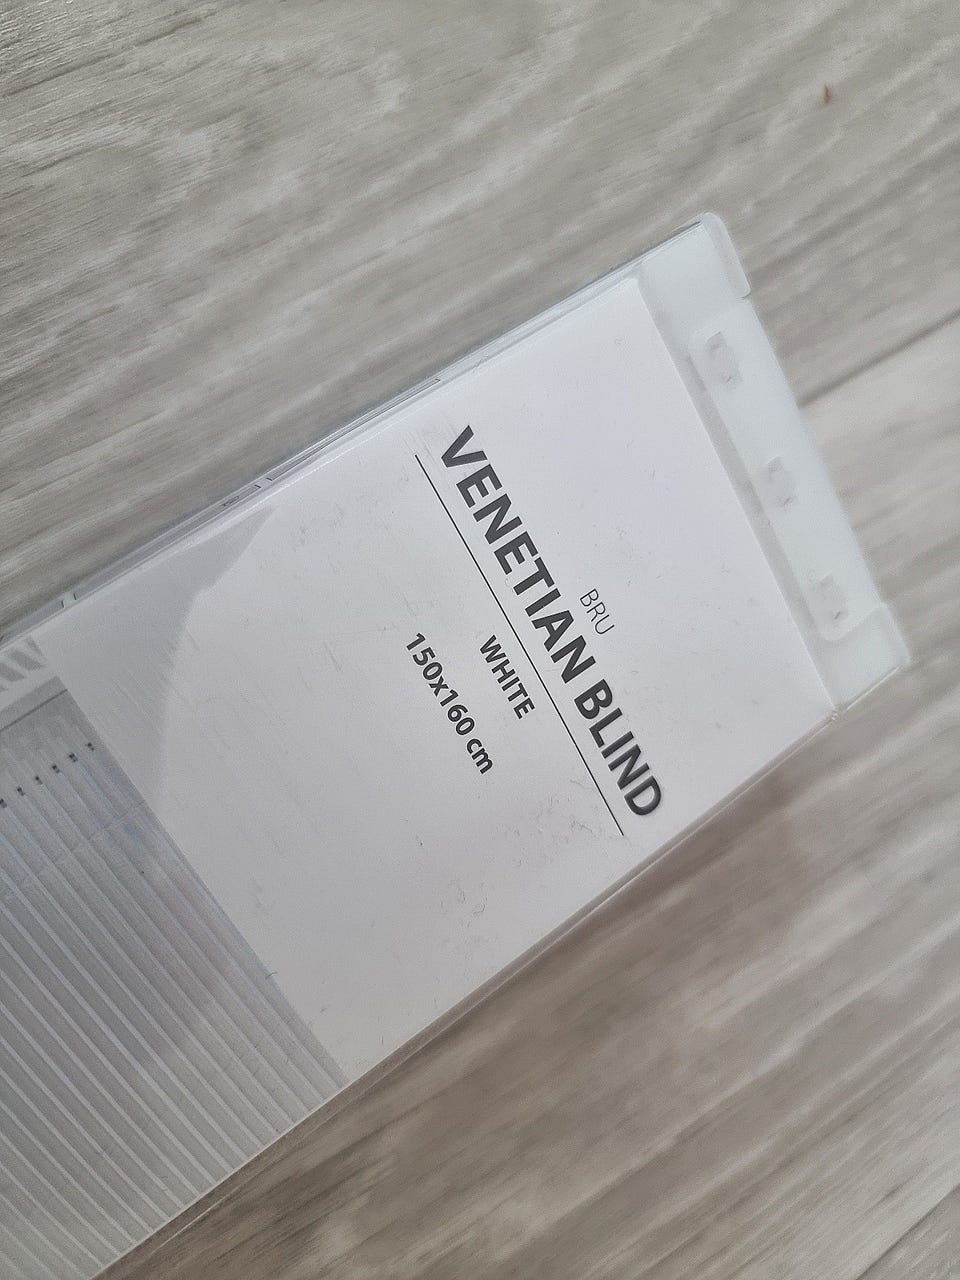 BRU
VENETIAN BLIND
WHITE
150x160 cm